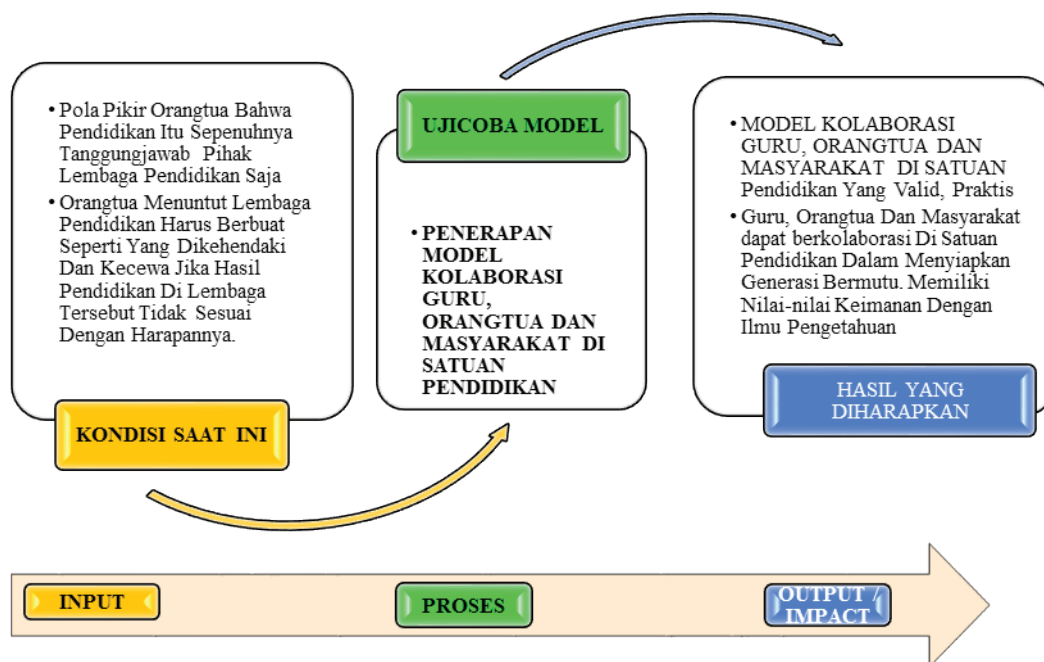 • Pola Pikir Orangtua Bahwa
Pendidikan Itu Sepenuhnya
Tanggungjawab Pihak
Lembaga Pendidikan Saja
• Orangtua Menuntut Lembaga
Pendidikan Harus Berbuat
Seperti Yang Dikehendaki
Dan Kecewa Jika Hasil
Pendidikan Di Lembaga
Tersebut Tidak Sesuai
Dengan Harapannya.
KONDISI SAAT INI
UJICOBA MODEL
• PENERAPAN
MODEL
KOLABORASI
GURU,
ORANGTUA DAN
MASYARAKAT DI
SATUAN
PENDIDIKAN
• MODEL KOLABORASI
GURU, ORANGTUA DAN
MASYARAKAT DI SATUAN
Pendidikan Yang Valid, Praktis
• Guru, Orangtua Dan Masyarakat
dapat berkolaborasi Di Satuan
Pendidikan Dalam Menyiapkan
Generasi Bermutu. Memiliki
Nilai-nilai Keimanan Dengan
Ilmu Pengetahuan
HASIL YANG
DIHARAPKAN
INPUT
PROSES
OUTPUT /
IMPACT